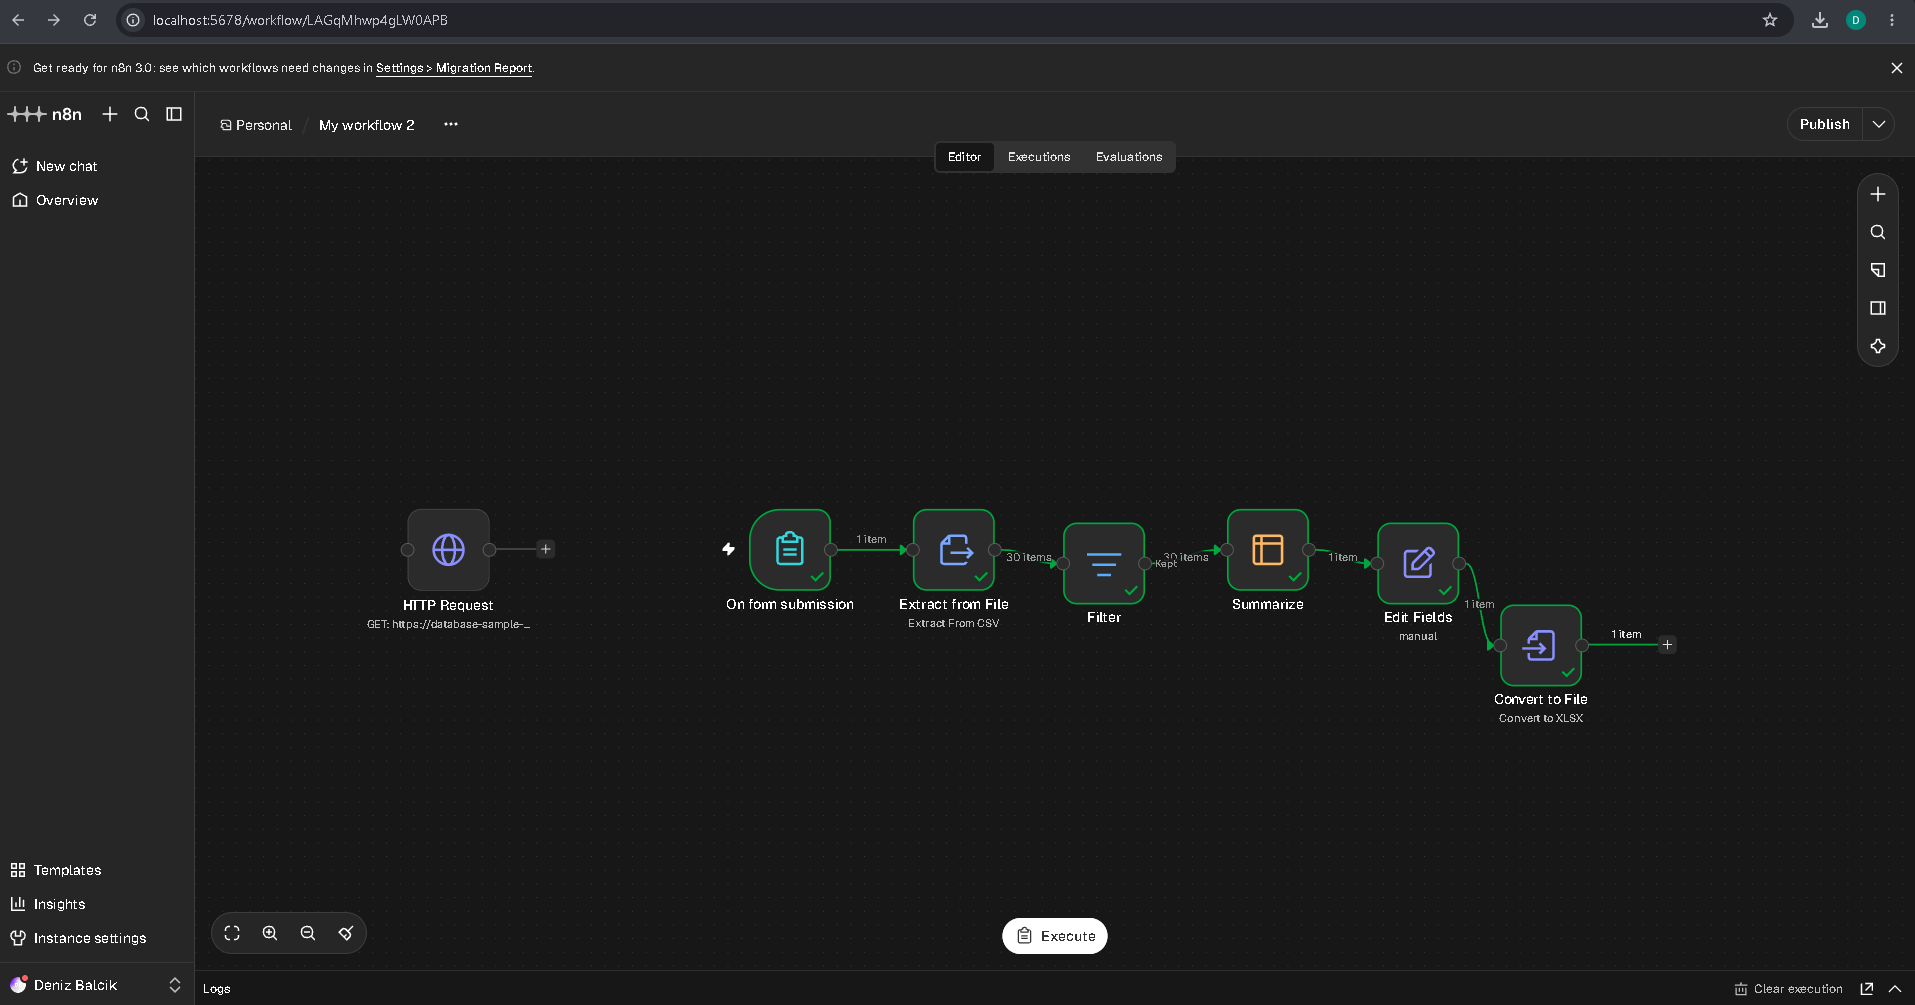 localhost:5678/workflow/LAGqMhwp4gLW0APB
D
Get ready for n8n 3.0: see which workflows need changes in Settings > Migration Report.
n8n
Personal / My workflow 2 ...
Publish
Editor Executions Evaluations
New chat
Overview
1 item
30 items
Kept
30 items
1 item
1 item
1 item
HTTP Request
GET: https://database-sample-...
On form submission
Extract from File
Extract From CSV
Filter
Summarize
Edit Fields
manual
Convert to File
Convert to XLSX
Templates
Insights
Instance settings
Execute
Deniz Balcik
Logs
Clear execution